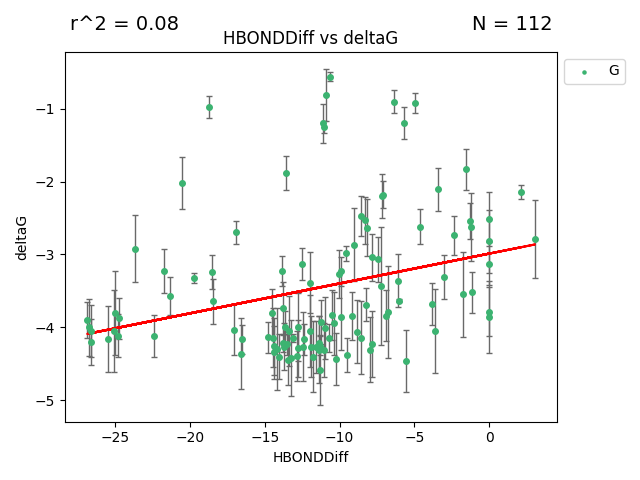 r^2 = 0.08
N = 112
HBONDDiff vs deltaG
G
−1
−2
−3
−4
−5
deltaG
−25
−20
−15
−10
−5
0
HBONDDiff